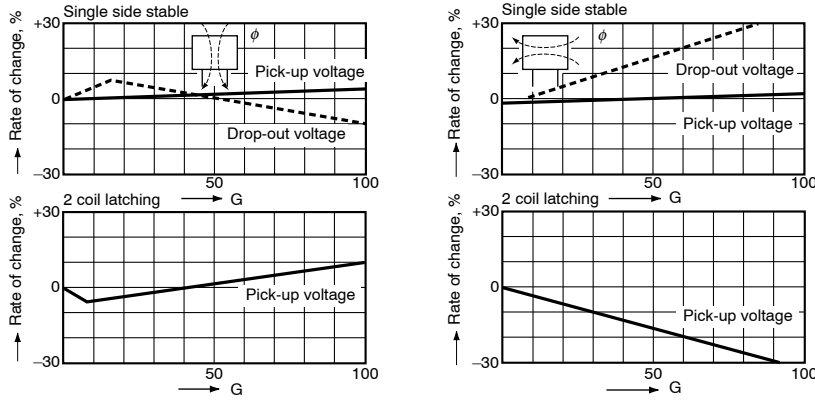 Single side stable
Rate of change, %
+30
0
−30
ϕ
Pick-up voltage
Drop-out voltage
50
100
G
2 coil latching
Rate of change, %
+30
0
−30
Pick-up voltage
50
100
G
Single side stable
Rate of change, %
+30
0
−30
ϕ
Drop-out voltage
Pick-up voltage
50
100
G
2 coil latching
Rate of change, %
+30
0
−30
Pick-up voltage
50
100
G